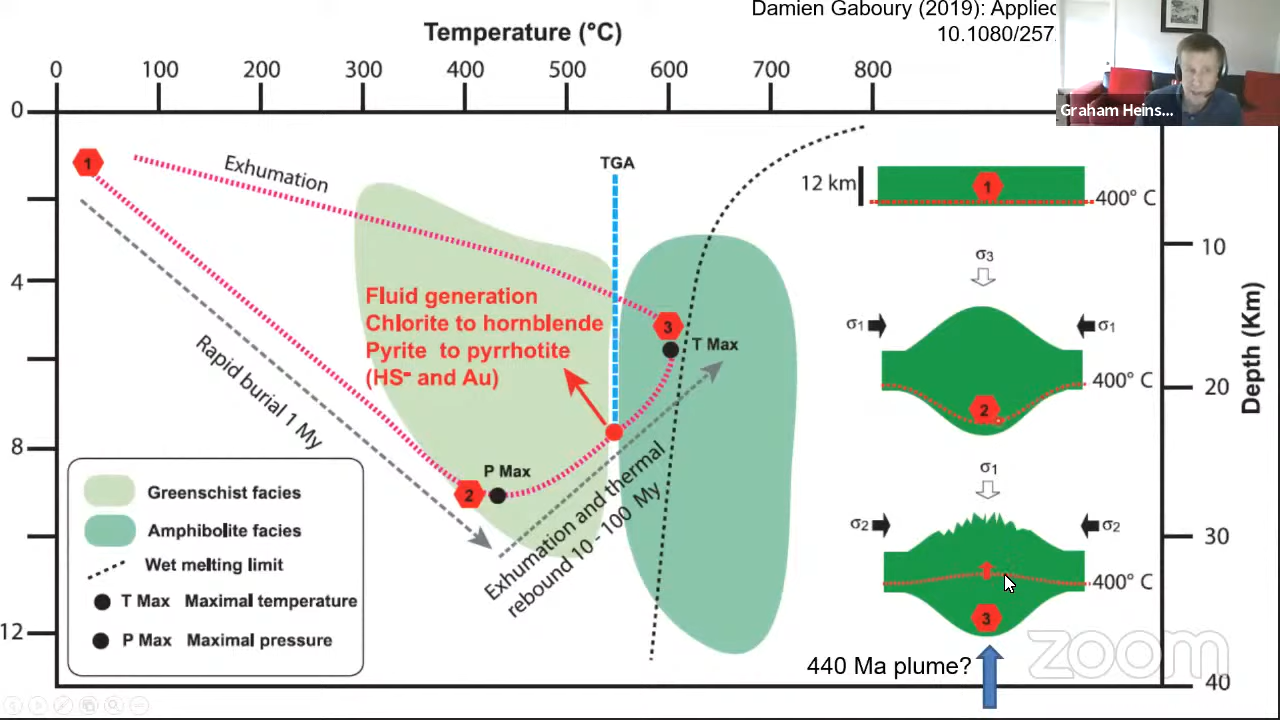 Damien Gaboury (2019): Applied
10.1080/257
Temperature (°C)
0 100 200 300 400 500 600 700 800
Graham Heins...
0
4
8
12
10
20
30
40
Depth (Km)
1
Exhumation
TGA
Fluid generation
Chlorite to hornblende
Pyrite to pyrrhotite
(HS⁻ and Au)
3
T Max
Rapid burial 1 My
P Max
2
Exhumation and thermal
rebound 10 - 100 My
Greenschist facies
Amphibolite facies
Wet melting limit
T Max Maximal temperature
P Max Maximal pressure
12 km
1
400° C
σ3
σ1
σ1
400° C
2
σ1
σ2
σ2
400° C
3
440 Ma plume?
zoom